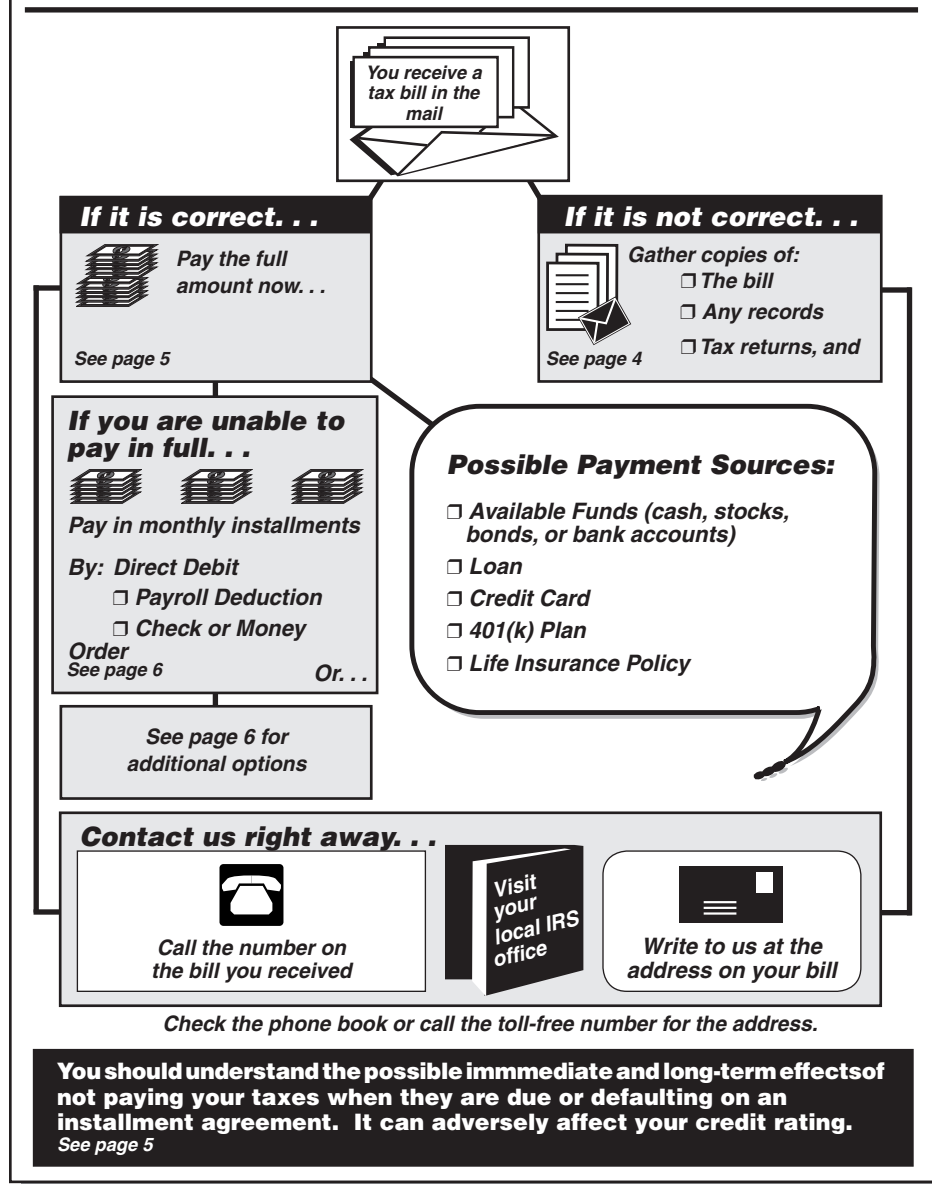 You receive a
tax bill in the
mail
If it is correct. . .
Pay the full
amount now. . .
See page 5
If it is not correct. . .
Gather copies of:
❒ The bill
❒ Any records
❒ Tax returns, and
See page 4
If you are unable to
pay in full. . .
Pay in monthly installments
By: Direct Debit
❒ Payroll Deduction
❒ Check or Money
Order
See page 6
Or. . .
See page 6 for
additional options
Possible Payment Sources:
❒ Available Funds (cash, stocks,
bonds, or bank accounts)
❒ Loan
❒ Credit Card
❒ 401(k) Plan
❒ Life Insurance Policy
Contact us right away. . .
Call the number on
the bill you received
Visit
your
local IRS
office
Write to us at the
address on your bill
Check the phone book or call the toll-free number for the address.
You should understand the possible immmediate and long-term effectsof
not paying your taxes when they are due or defaulting on an
installment agreement. It can adversely affect your credit rating.
See page 5